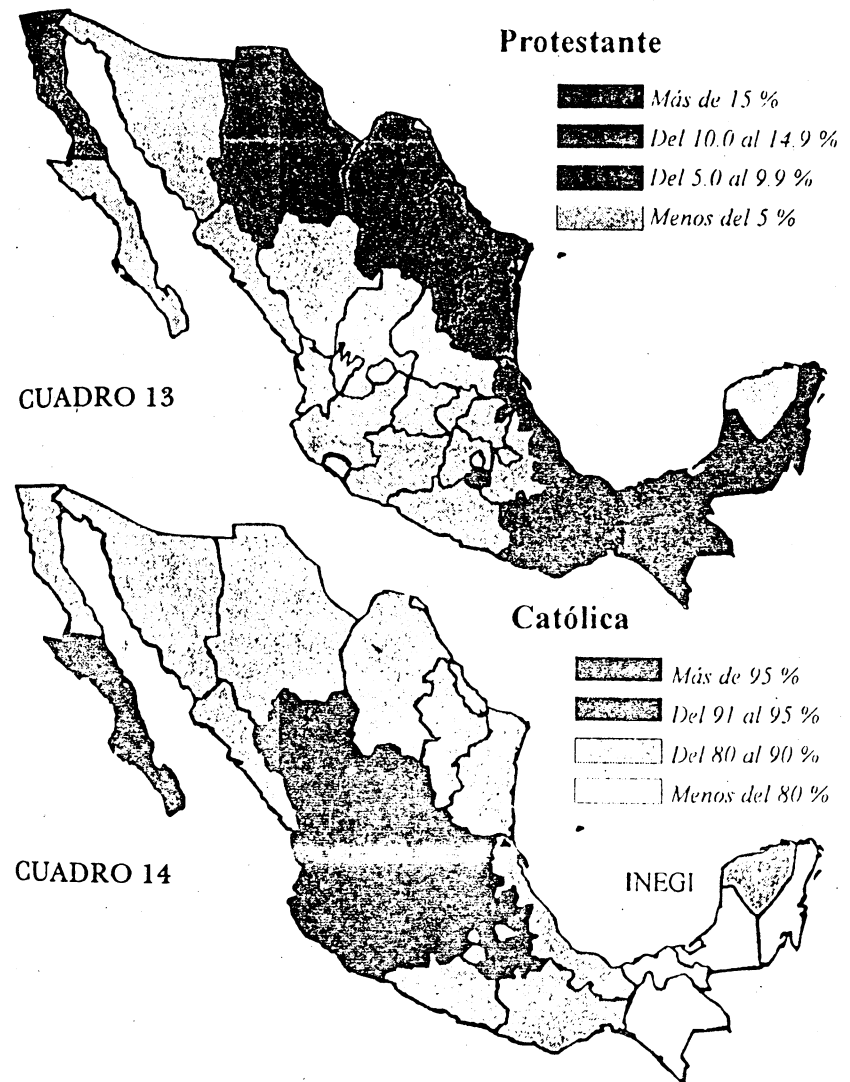 Protestante
Más de 15 %
Del 10.0 al 14.9 %
Del 5.0 al 9.9 %
Menos del 5 %
CUADRO 13
Católica
Más de 95 %
Del 91 al 95 %
Del 80 al 90 %
Menos del 80 %
CUADRO 14
INEGI